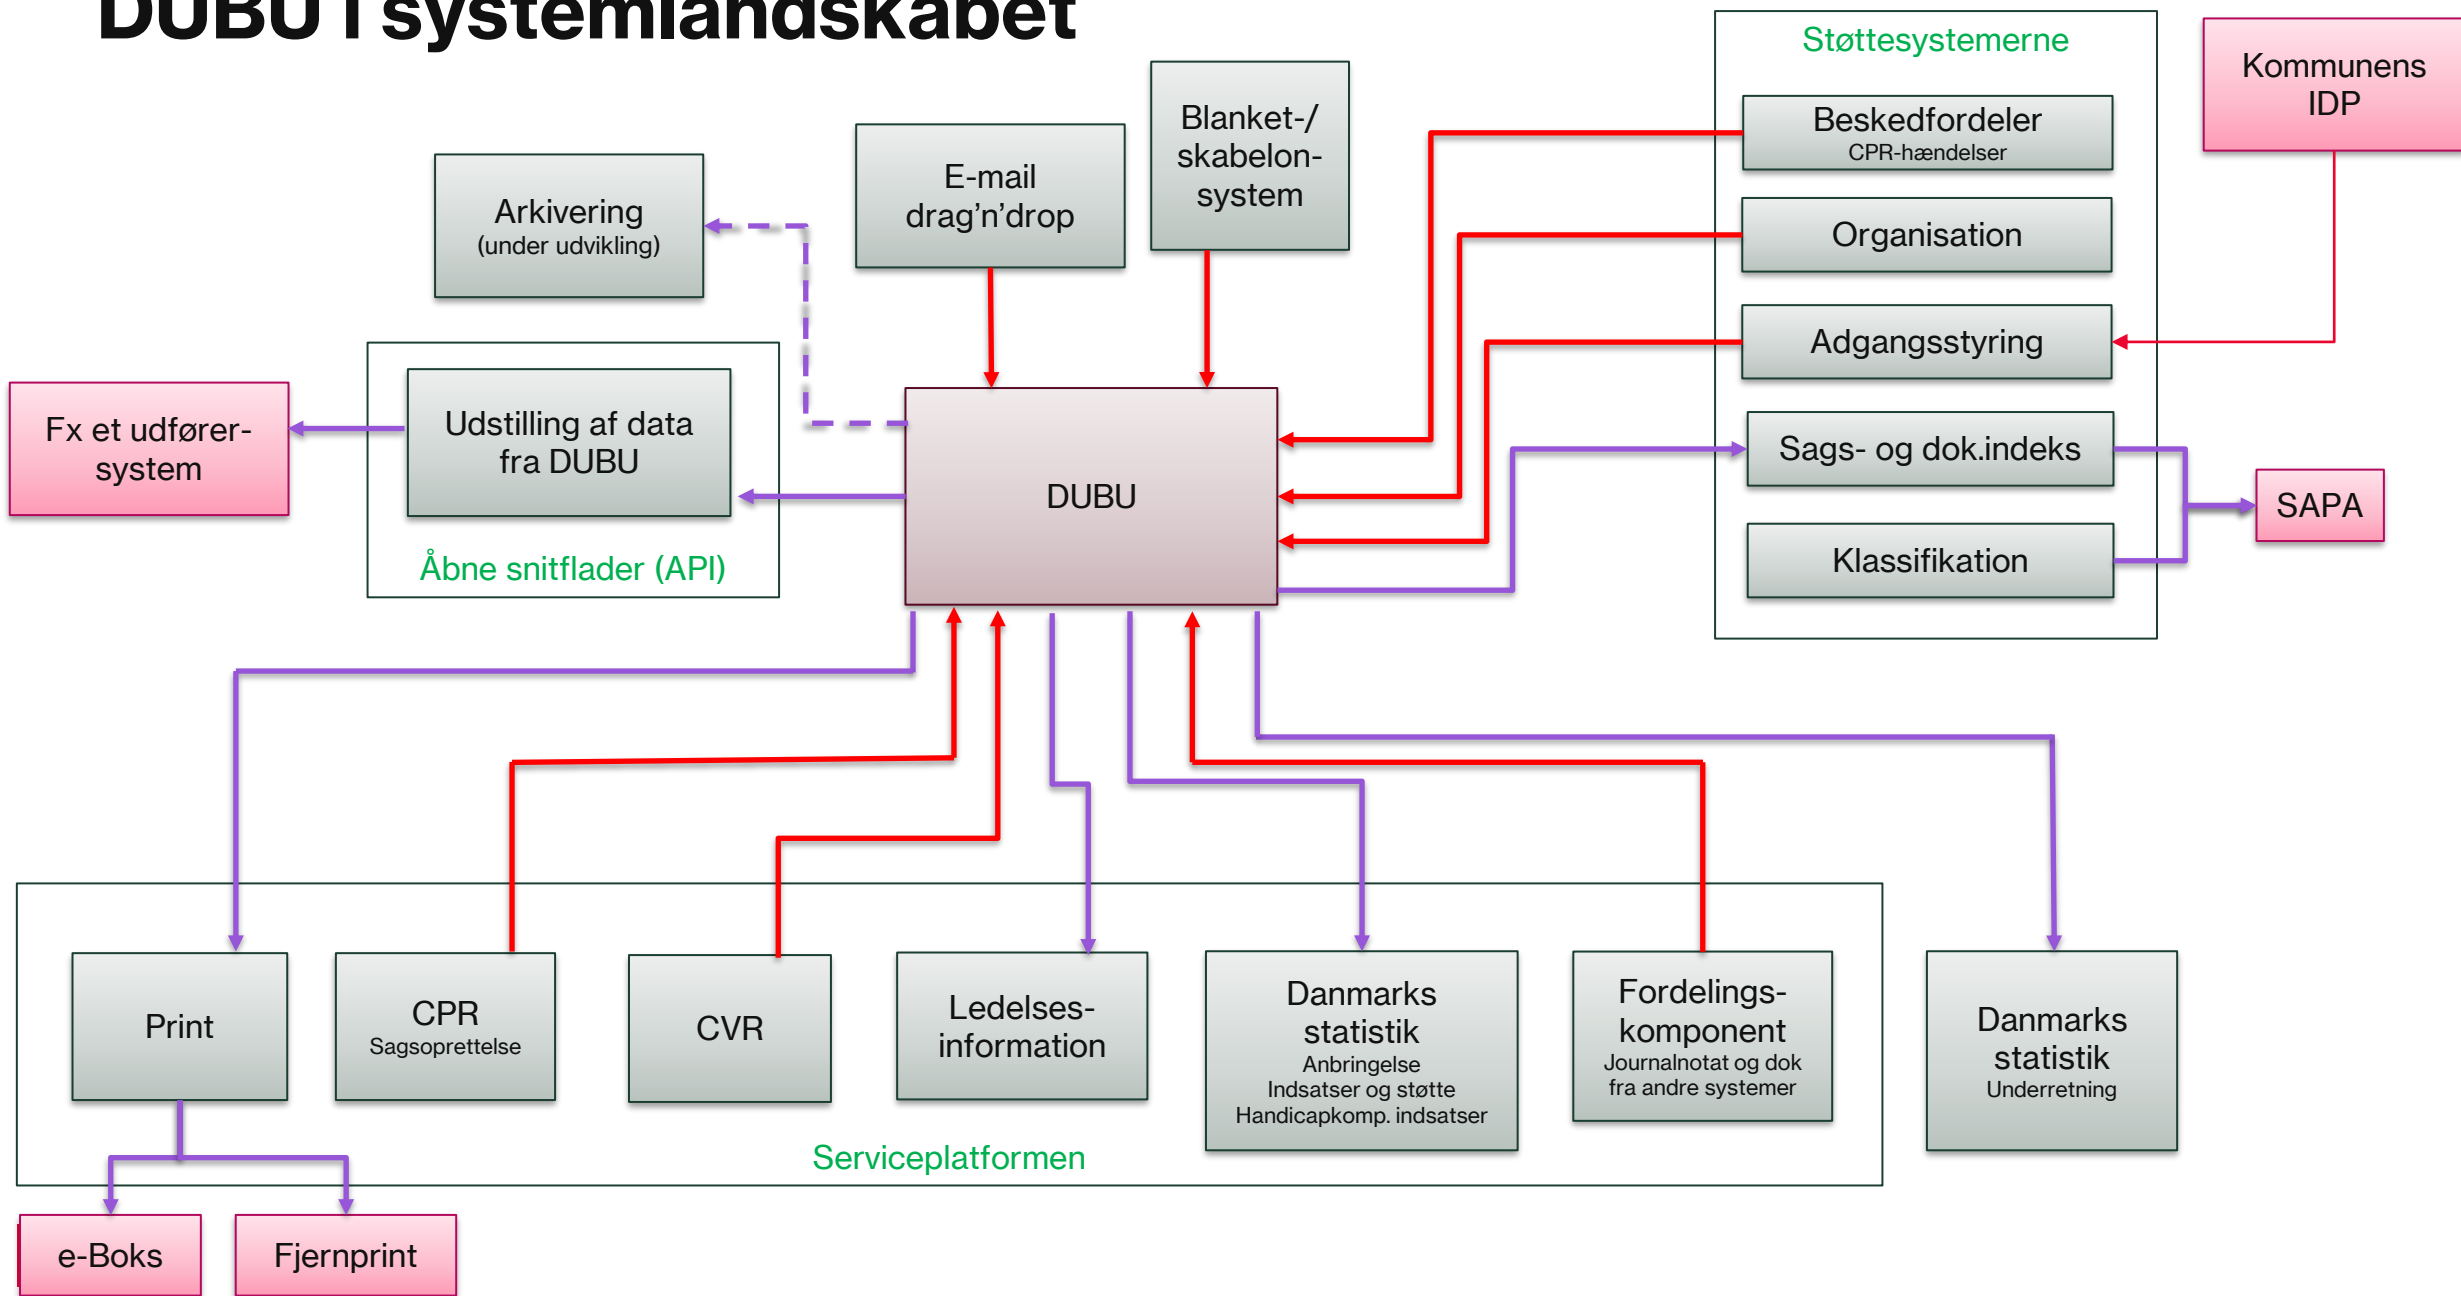 DUBU i systemlandskabet
Støttesystemerne
Kommunens
IDP
Beskedfordeler
CPR-hændelser
Blanket-/
skabelon-
system
E-mail
drag'n'drop
Arkivering
(under udvikling)
Organisation
Adgangsstyring
Fx et udfører-
system
Udstilling af data
fra DUBU
Åbne snitflader (API)
DUBU
Sags- og dok.indeks
SAPA
Klassifikation
Print
CPR
Sagsoprettelse
CVR
Ledelses-
information
Danmarks
statistik
Anbringelse
Indsatser og støtte
Handicapkomp. indsatser
Fordelings-
komponent
Journalnotat og dok
fra andre systemer
Danmarks
statistik
Underretning
Serviceplatformen
e-Boks
Fjernprint